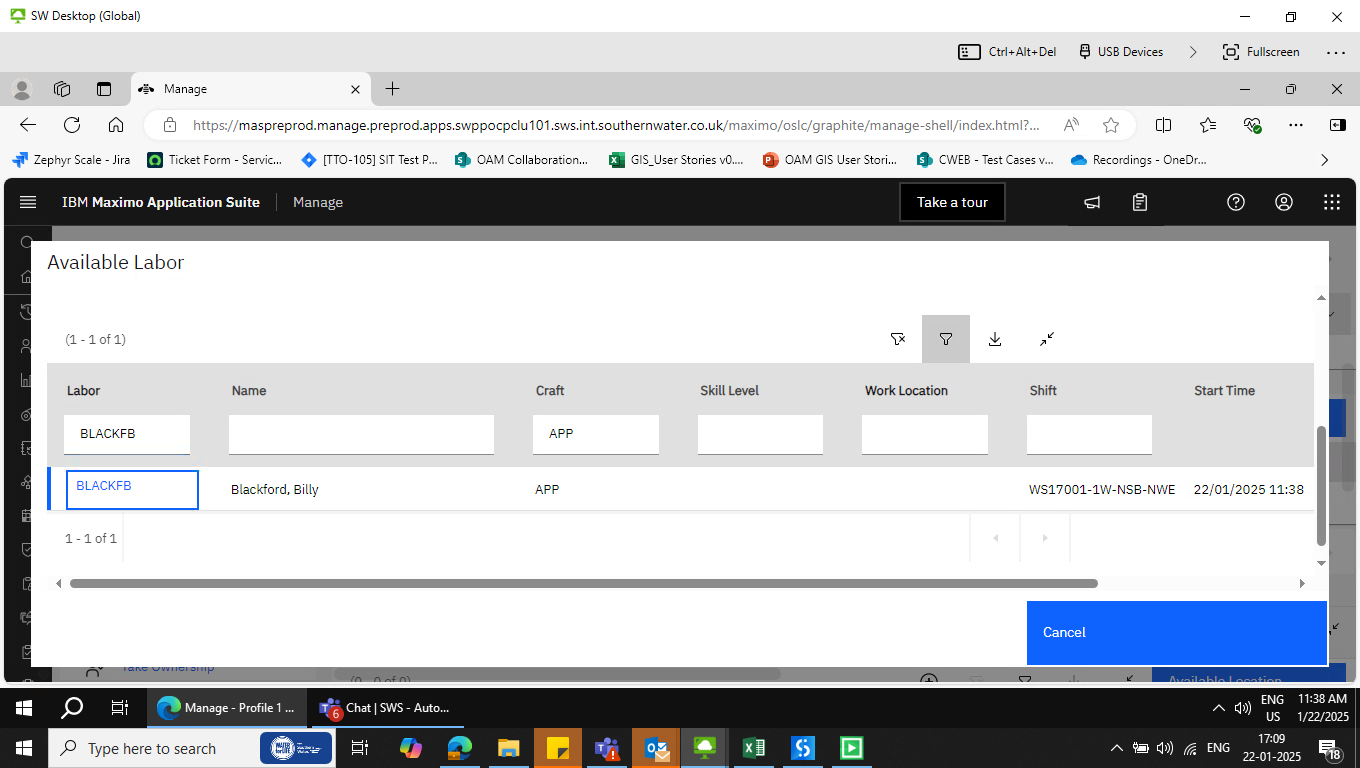 SW Desktop (Global)
Ctrl+Alt+Del
USB Devices
Fullscreen
Manage
https://maspreprod.manage.preprod.apps.swppocpclu101.sws.int.southernwater.co.uk/maximo/oslc/graphite/manage-shell/index.html?...
Zephyr Scale - Jira
Ticket Form - Servic...
[TTO-105] SIT Test P...
OAM Collaboration...
GIS_User Stories v0....
OAM GIS User Stori...
CWEB - Test Cases v...
Recordings - OneDr...
IBM Maximo Application Suite
Manage
Take a tour
Available Labor
(1 - 1 of 1)
Labor Name Craft Skill Level Work Location Shift Start Time
BLACKFB APP
BLACKFB Blackford, Billy APP WS17001-1W-NSB-NWE 22/01/2025 11:38
1 - 1 of 1
Cancel
Take Ownership
(0 - 0 of 0)
Available Location
Manage - Profile 1 ...
6
Chat | SWS - Auto...
ENG
US
11:38 AM
1/22/2025
Type here to search
ENG
17:09
22-01-2025
18